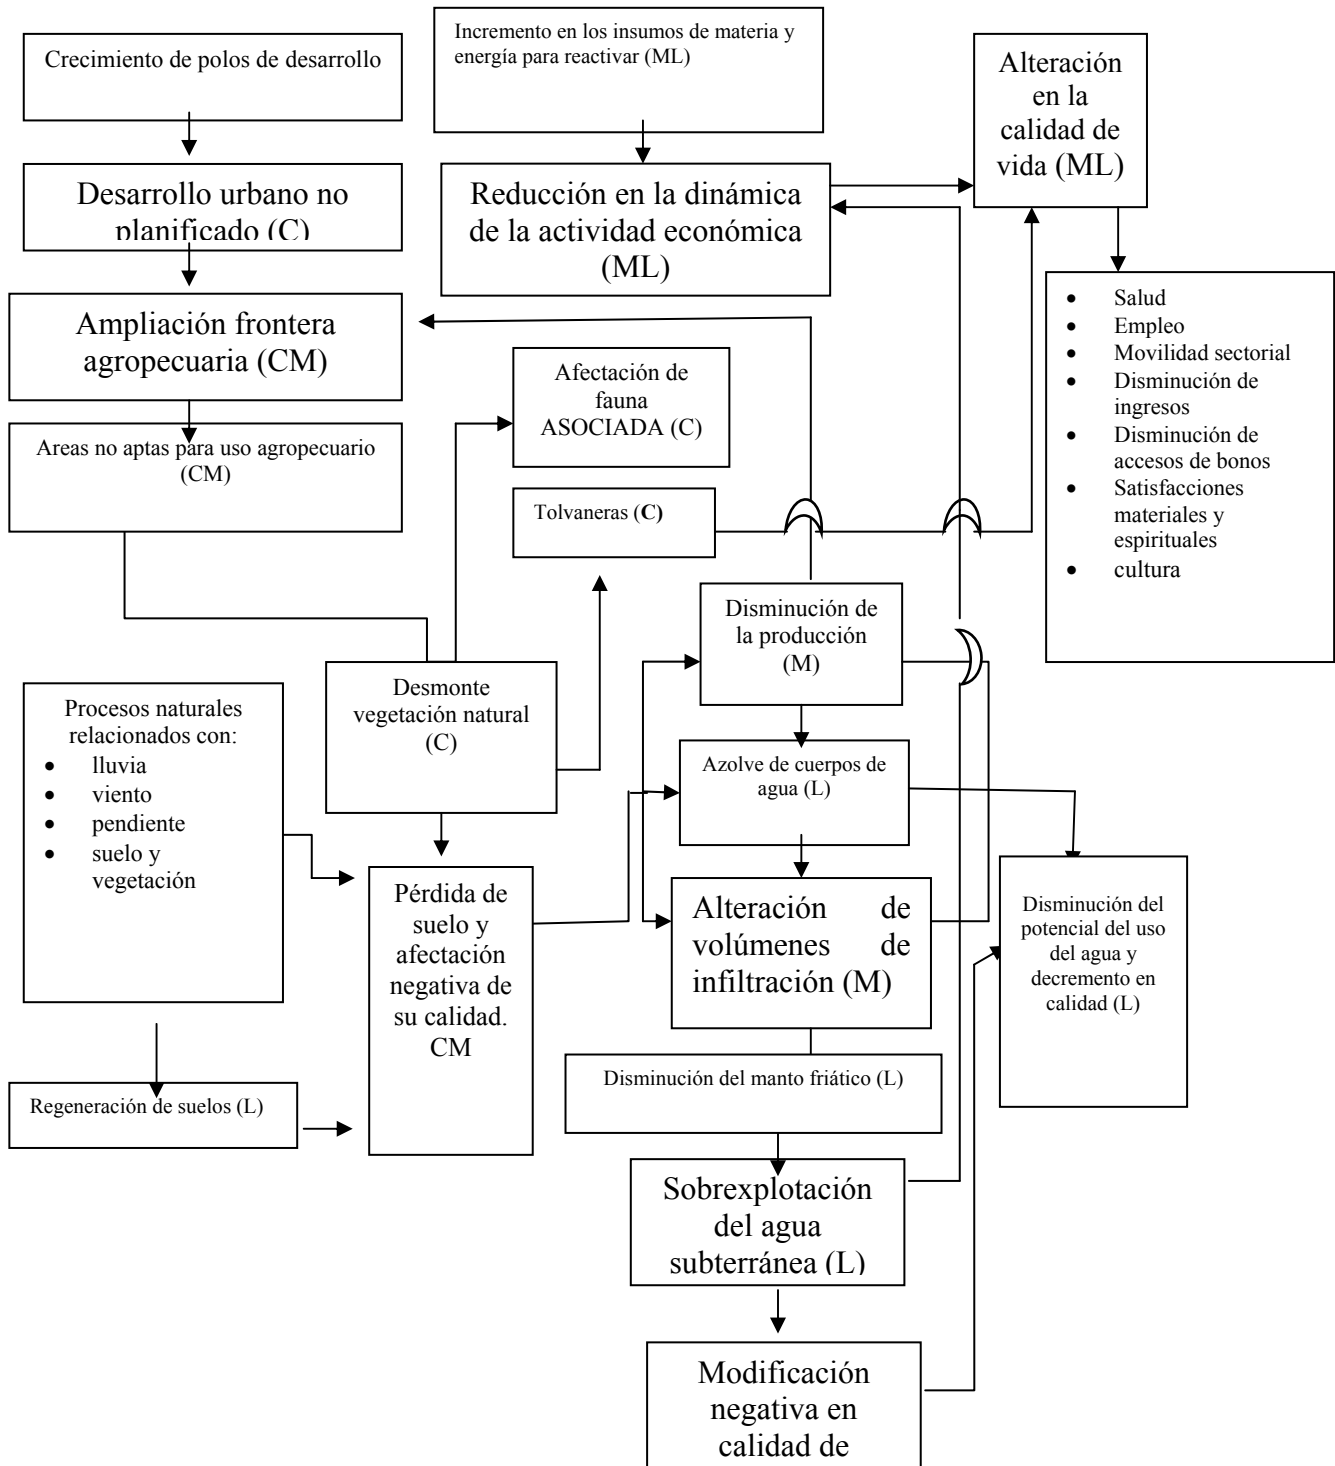 Crecimiento de polos de desarrollo
Incremento en los insumos de materia y
energía para reactivar (ML)
Alteración
en la
calidad de
vida (ML)
Desarrollo urbano no
planificado (C)
Reducción en la dinámica
de la actividad económica
(ML)
Ampliación frontera
agropecuaria (CM)
• Salud
• Empleo
• Movilidad sectorial
• Disminución de
ingresos
• Disminución de
accesos de bonos
• Satisfacciones
materiales y
espirituales
• cultura
Afectación de
fauna
ASOCIADA (C)
Areas no aptas para uso agropecuario
(CM)
Tolvaneras (C)
Disminución de
la producción
(M)
Desmonte
vegetación natural
(C)
Procesos naturales
relacionados con:
• lluvia
• viento
• pendiente
• suelo y
vegetación
Azolve de cuerpos de
agua (L)
Pérdida de
suelo y
afectación
negativa de
su calidad.
CM
Alteración de
volúmenes de
infiltración (M)
Disminución del
potencial del uso
del agua y
decremento en
calidad (L)
Disminución del manto friático (L)
Regeneración de suelos (L)
Sobrexplotación
del agua
subterránea (L)
Modificación
negativa en
calidad de